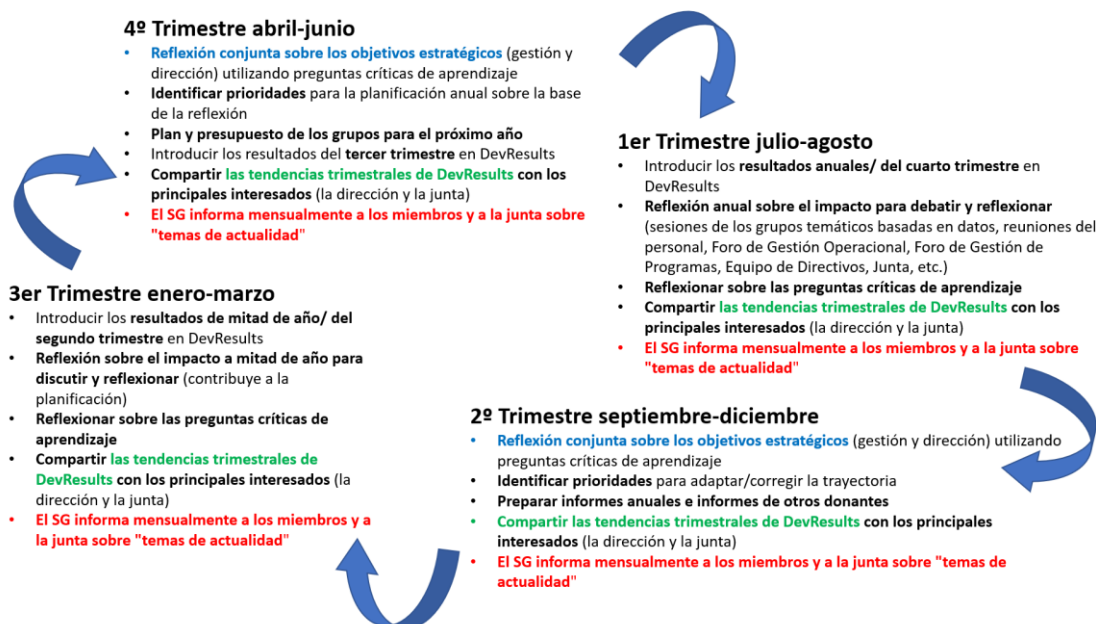 4º Trimestre abril-junio
• Reflexión conjunta sobre los objetivos estratégicos (gestión y
dirección) utilizando preguntas críticas de aprendizaje
• Identificar prioridades para la planificación anual sobre la base
de la reflexión
• Plan y presupuesto de los grupos para el próximo año
• Introducir los resultados del tercer trimestre en DevResults
• Compartir las tendencias trimestrales de DevResults con los
principales interesados (la dirección y la junta)
• El SG informa mensualmente a los miembros y a la junta sobre
"temas de actualidad"
1er Trimestre julio-agosto
• Introducir los resultados anuales/ del cuarto trimestre en
DevResults
• Reflexión anual sobre el impacto para debatir y reflexionar
(sesiones de los grupos temáticos basadas en datos, reuniones del
personal, Foro de Gestión Operacional, Foro de Gestión de
Programas, Equipo de Directivos, Junta, etc.)
• Reflexionar sobre las preguntas críticas de aprendizaje
• Compartir las tendencias trimestrales de DevResults con los
principales interesados (la dirección y la junta)
• El SG informa mensualmente a los miembros y a la junta sobre
"temas de actualidad"
2º Trimestre septiembre-diciembre
• Reflexión conjunta sobre los objetivos estratégicos (gestión y dirección) utilizando
preguntas críticas de aprendizaje
• Identificar prioridades para adaptar/corregir la trayectoria
• Preparar informes anuales e informes de otros donantes
• Compartir las tendencias trimestrales de DevResults con los principales
interesados (la dirección y la junta)
• El SG informa mensualmente a los miembros y a la junta sobre "temas de
actualidad"
3er Trimestre enero-marzo
• Introducir los resultados de mitad de año/ del
segundo trimestre en DevResults
• Reflexión sobre el impacto a mitad de año para
discutir y reflexionar (contribuye a la
planificación)
• Reflexionar sobre las preguntas críticas de
aprendizaje
• Compartir las tendencias trimestrales de
DevResults con los principales interesados (la
dirección y la junta)
• El SG informa mensualmente a los miembros y a
la junta sobre "temas de actualidad"